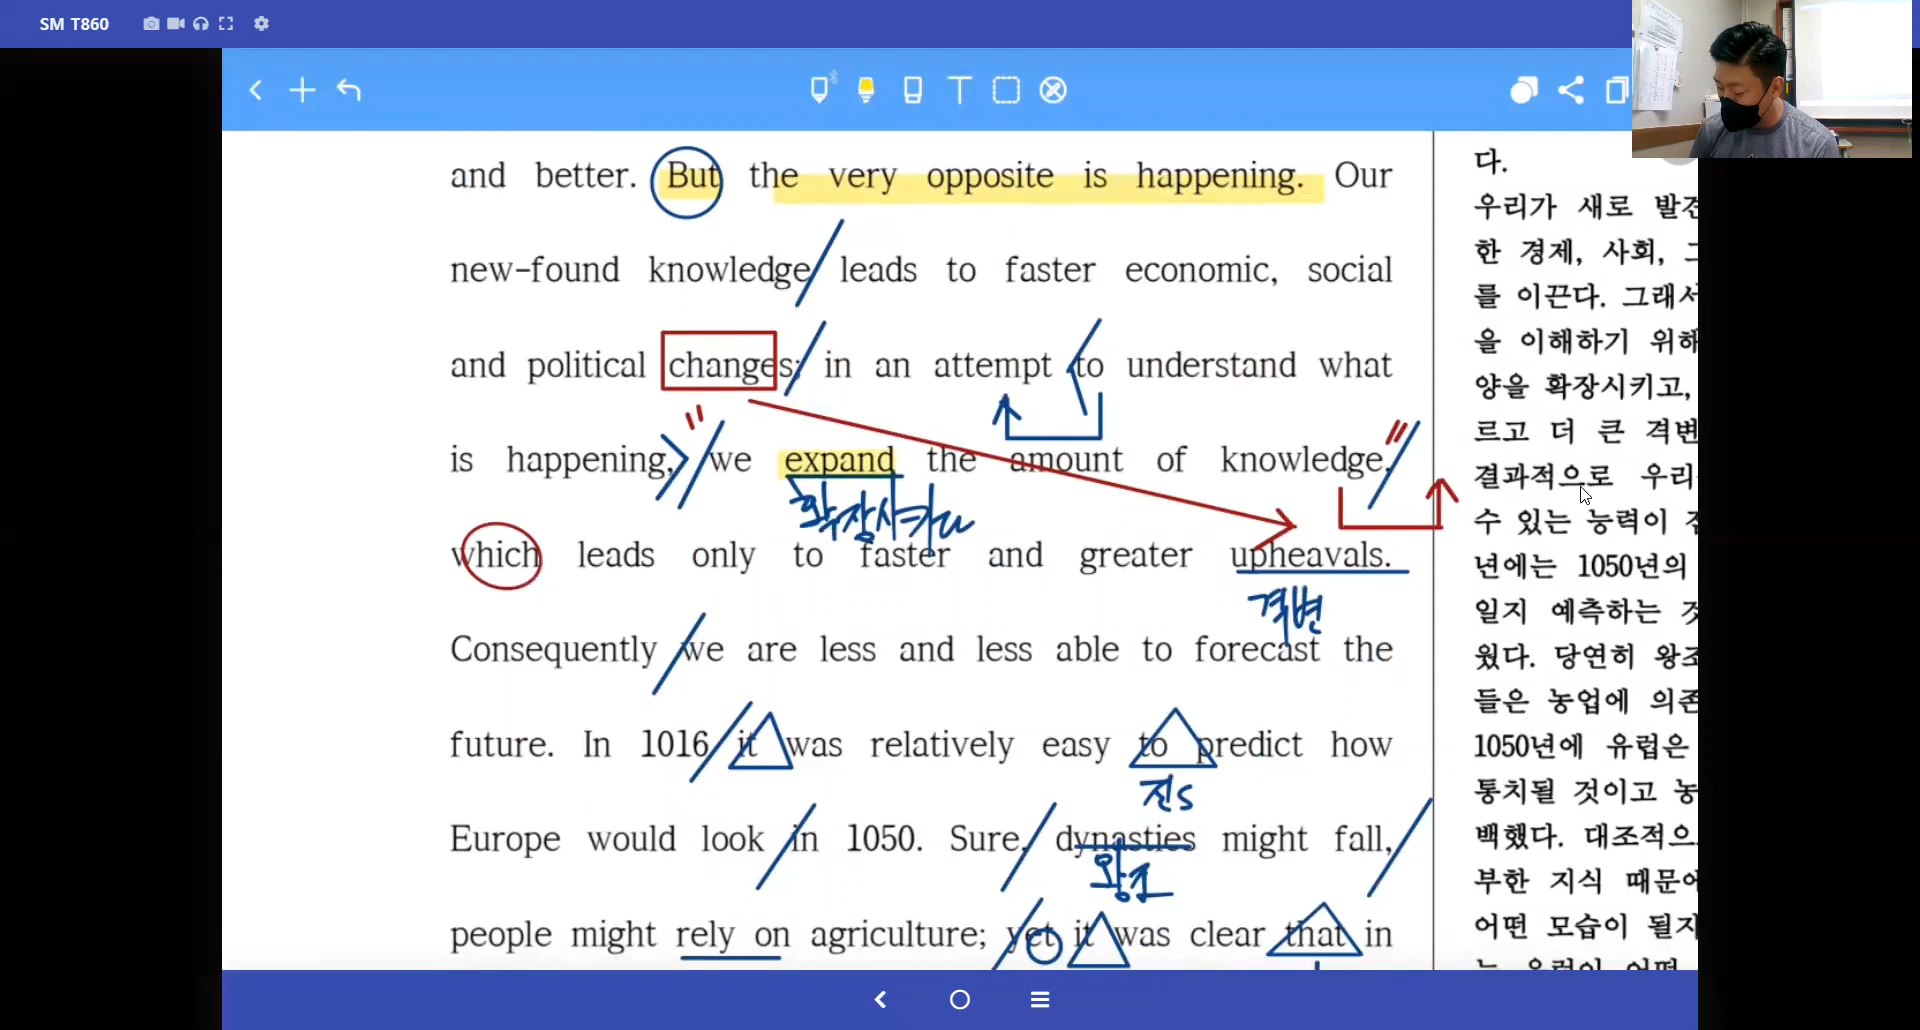 SM T860
and better. But the very opposite is happening. Our
new-found knowledge leads to faster economic, social
and political changes; in an attempt to understand what
is happening, we expand the amount of knowledge,
확장시키다
which leads only to faster and greater upheavals.
격변
Consequently we are less and less able to forecast the
future. In 1016 it was relatively easy to predict how
진S
Europe would look in 1050. Sure, dynasties might fall,
왕조
people might rely on agriculture; yet it was clear that in
다.
우리가 새로 발견
한 경제, 사회, 그
를 이끈다. 그래서
을 이해하기 위해
양을 확장시키고,
르고 더 큰 격변
결과적으로 우리
수 있는 능력이
년에는 1050년의
일지 예측하는 것
웠다. 당연히 왕조
들은 농업에 의존
1050년에 유럽은
통치될 것이고 농
백했다. 대조적으
부한 지식 때문에
어떤 모습이 될지
는 유럽이 어떤